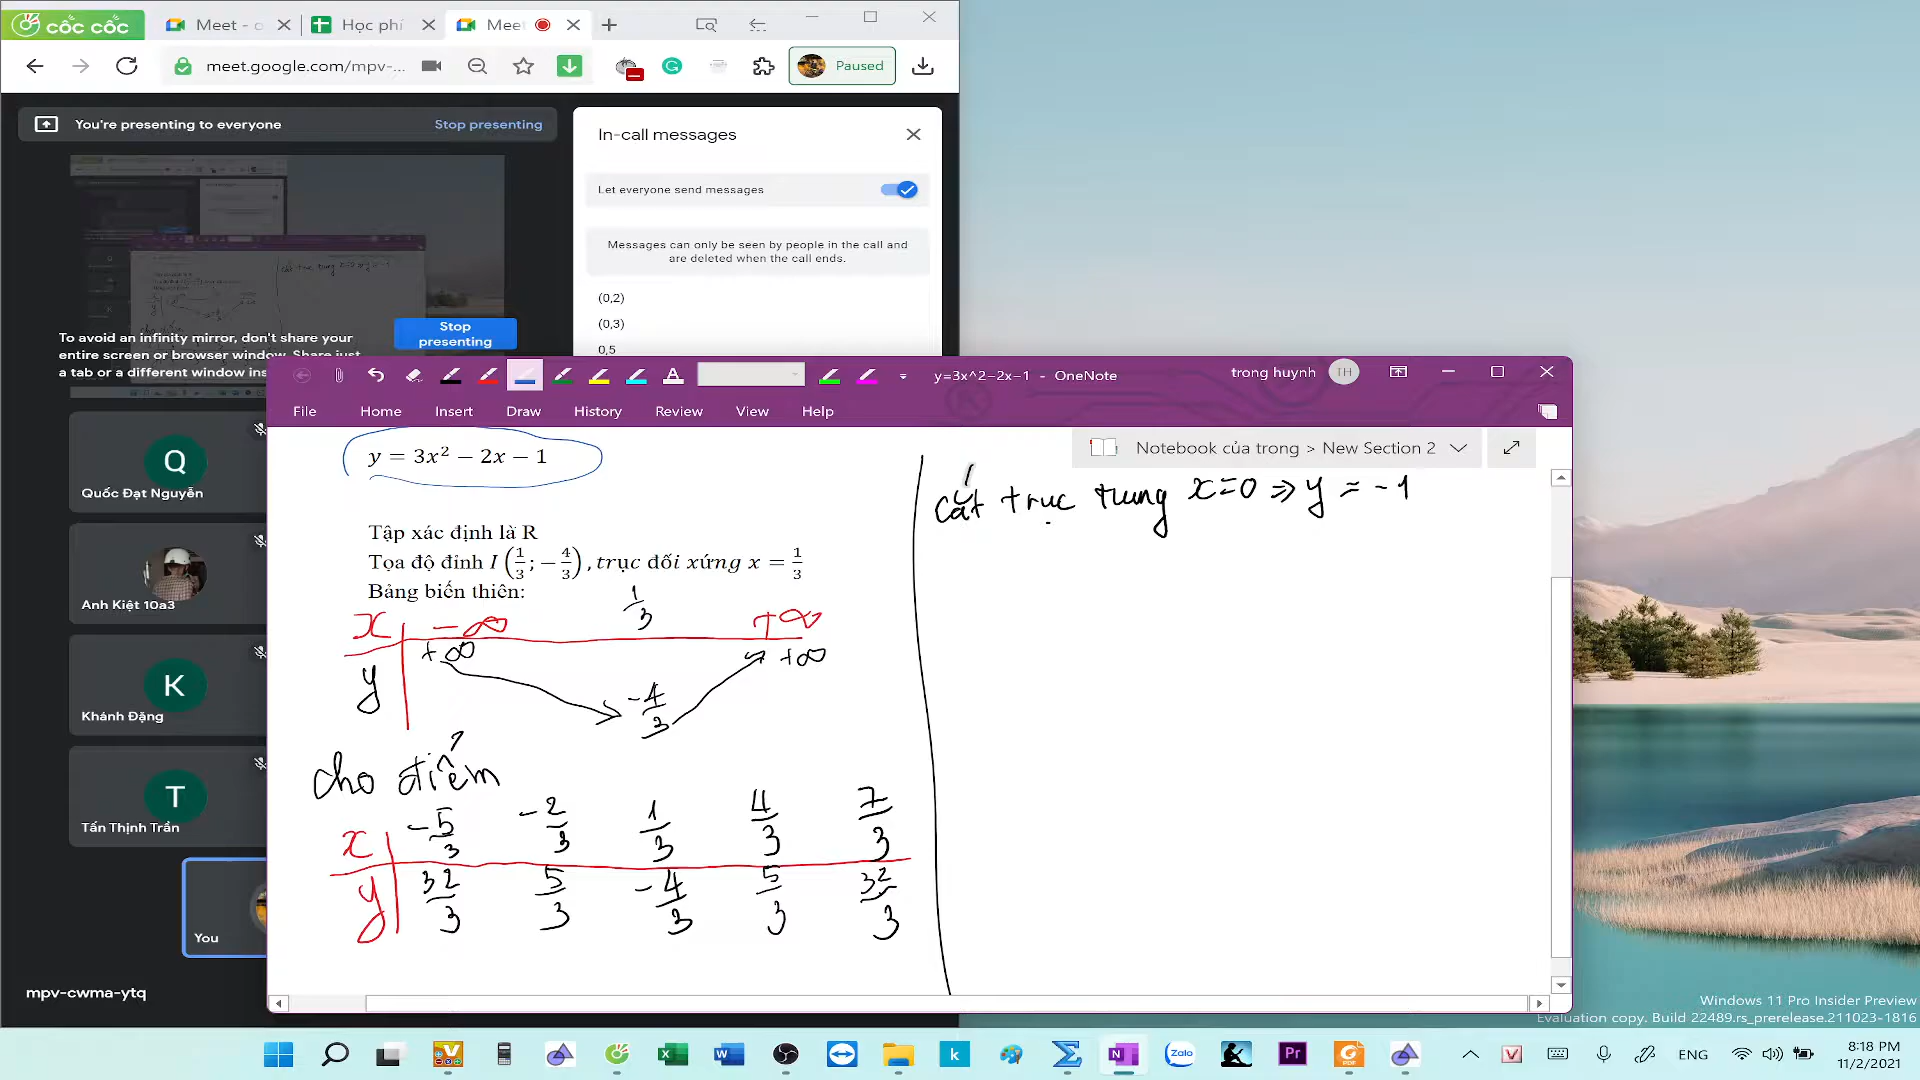 cốc cốc
Meet - c
Học phí
Meet
meet.google.com/mpv-...
Paused
You're presenting to everyone
Stop presenting
In-call messages
Let everyone send messages
Messages can only be seen by people in the call and
are deleted when the call ends.
(0,2)
(0,3)
0,5
To avoid an infinity mirror, don't share your
entire screen or browser window. Share just
a tab or a different window ins
Stop
presenting
Quốc Đạt Nguyễn
Anh Kiệt 10a3
Khánh Đặng
Tấn Thịnh Trần
You
mpv-cwma-ytq
y=3x^2-2x-1 - OneNote
trong huynh
TH
File Home Insert Draw History Review View Help
Notebook của trong > New Section 2
y = 3x² − 2x − 1
Tập xác định là R
Tọa độ đỉnh I (1/3; −4/3), trục đối xứng x = 1/3
Bảng biến thiên:
x −∞ 1/3 +∞
y +∞ −4/3 +∞
cho điểm
x −5/3 −2/3 1/3 4/3 7/3
y 32/3 5/3 −4/3 5/3 32/3
cắt trục tung x=0 ⇒ y = −1
Windows 11 Pro Insider Preview
Evaluation copy. Build 22489.rs_prerelease.211023-1816
ENG
8:18 PM
11/2/2021